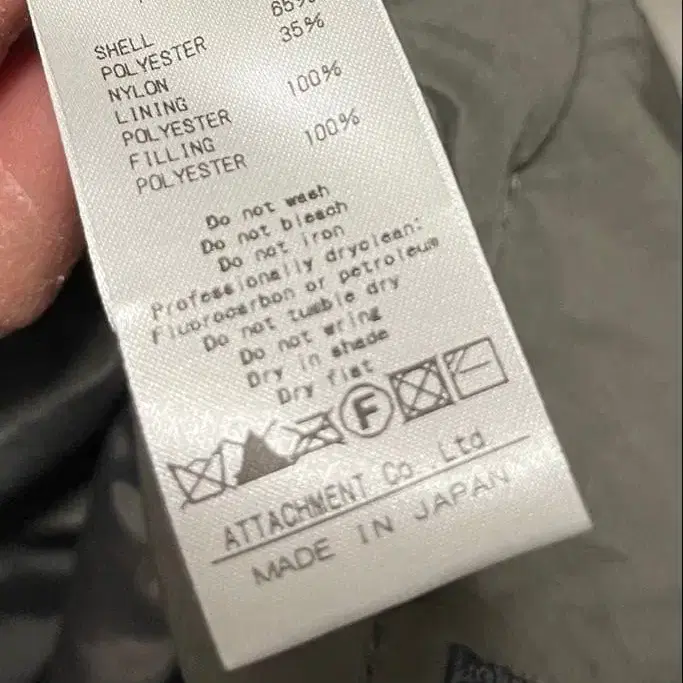 65%
SHELL
POLYESTER 35%
NYLON
LINING
POLYESTER 100%
FILLING
POLYESTER 100%
Do not wash
Do not bleach
Do not iron
Professionally dryclean:
Fluorocarbon or petroleum
Do not tumble dry
Do not wring
Dry in shade
Dry flat
F
ATTACHMENT Co .Ltd
MADE IN JAPAN